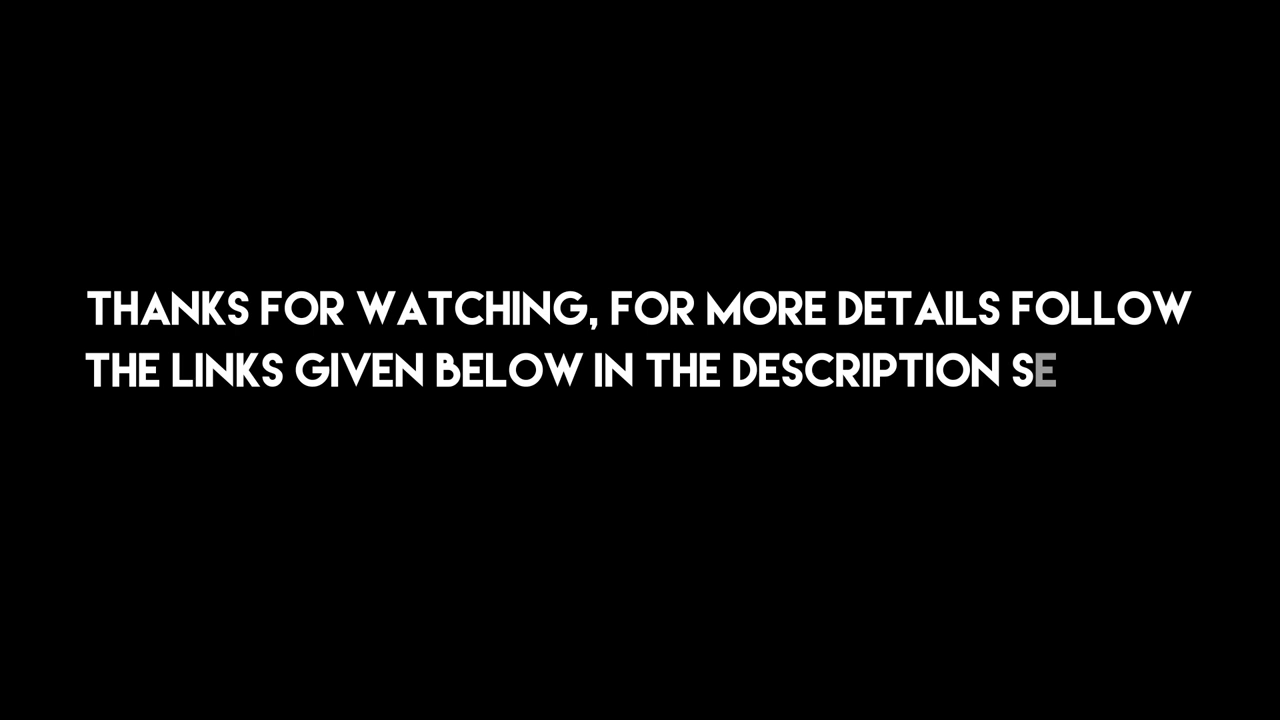 THANKS FOR WATCHING, FOR MORE DETAILS FOLLOW
THE LINKS GIVEN BELOW IN THE DESCRIPTION SE